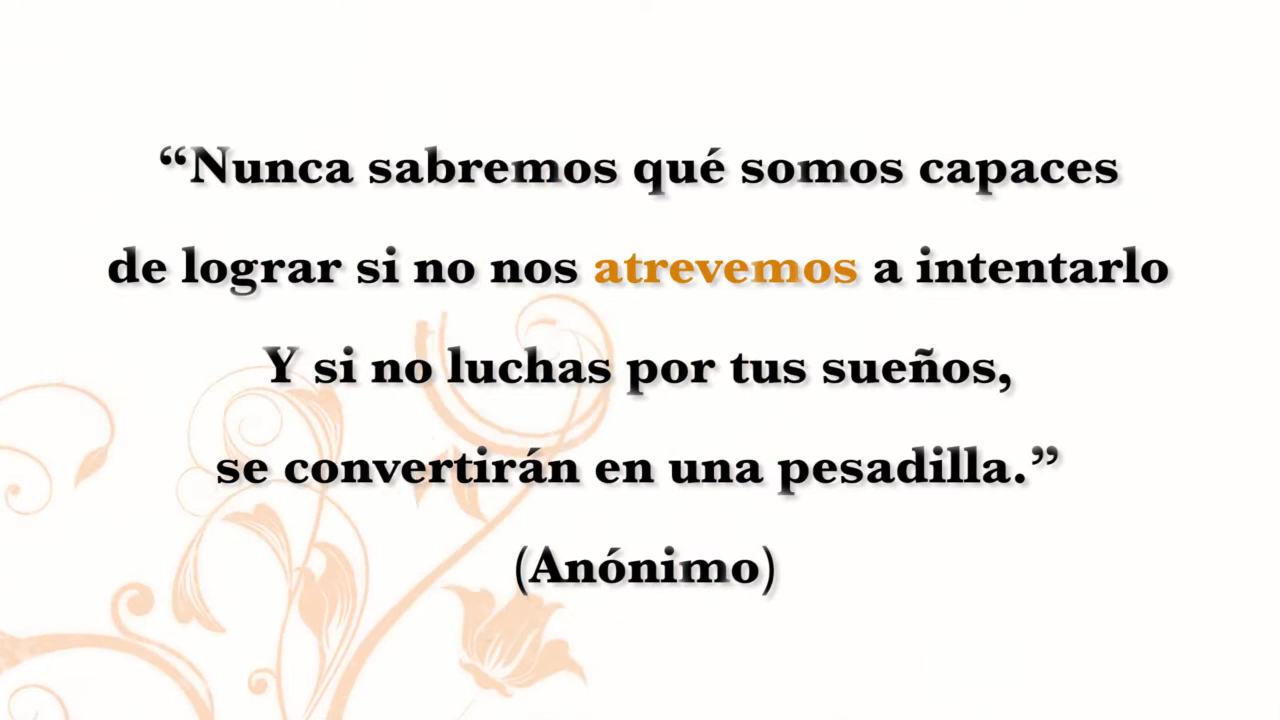 “Nunca sabremos qué somos capaces
de lograr si no nos atrevemos a intentarlo
Y si no luchas por tus sueños,
se convertirán en una pesadilla.”
(Anónimo)